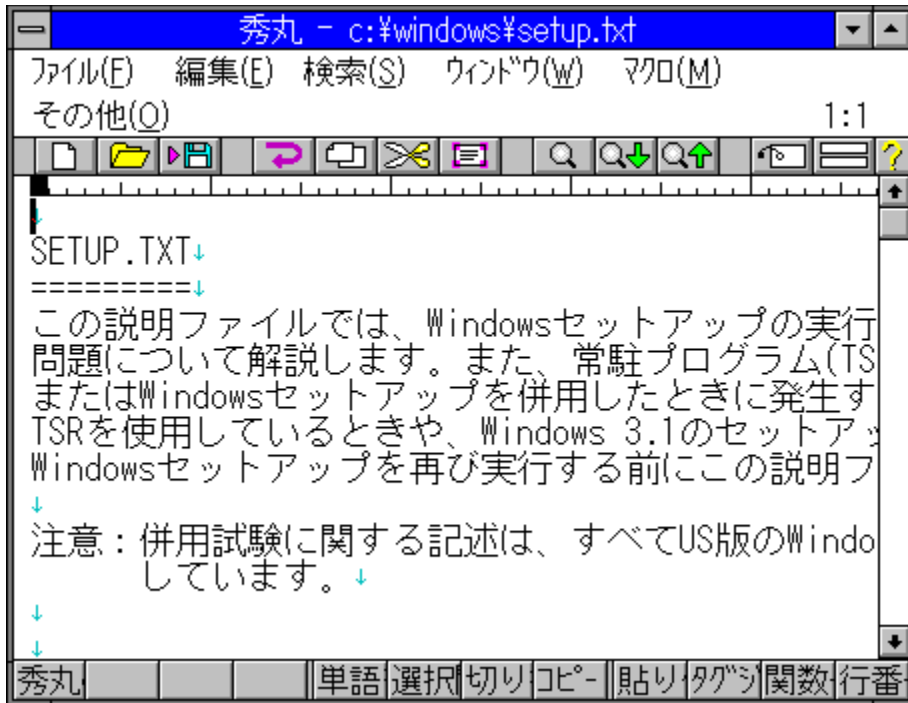 秀丸 - c:¥windows¥setup.txt
ﾌｧｲﾙ(F) 編集(E) 検索(S) ｳｨﾝﾄﾞｳ(W) ﾏｸﾛ(M)
その他(O) 1:1
↓
SETUP.TXT↓
=========↓
この説明ファイルでは、Windowsセットアップの実行
問題について解説します。また、常駐プログラム(TS
またはWindowsセットアップを併用したときに発生す
TSRを使用しているときや、Windows 3.1のセットアッ
Windowsセットアップを再び実行する前にこの説明フ
↓
注意：併用試験に関する記述は、すべてUS版のWindo
しています。↓
↓
↓
秀丸 単語 選択 切り コピー 貼り ﾀｸﾞｼﾞ 関数 行番